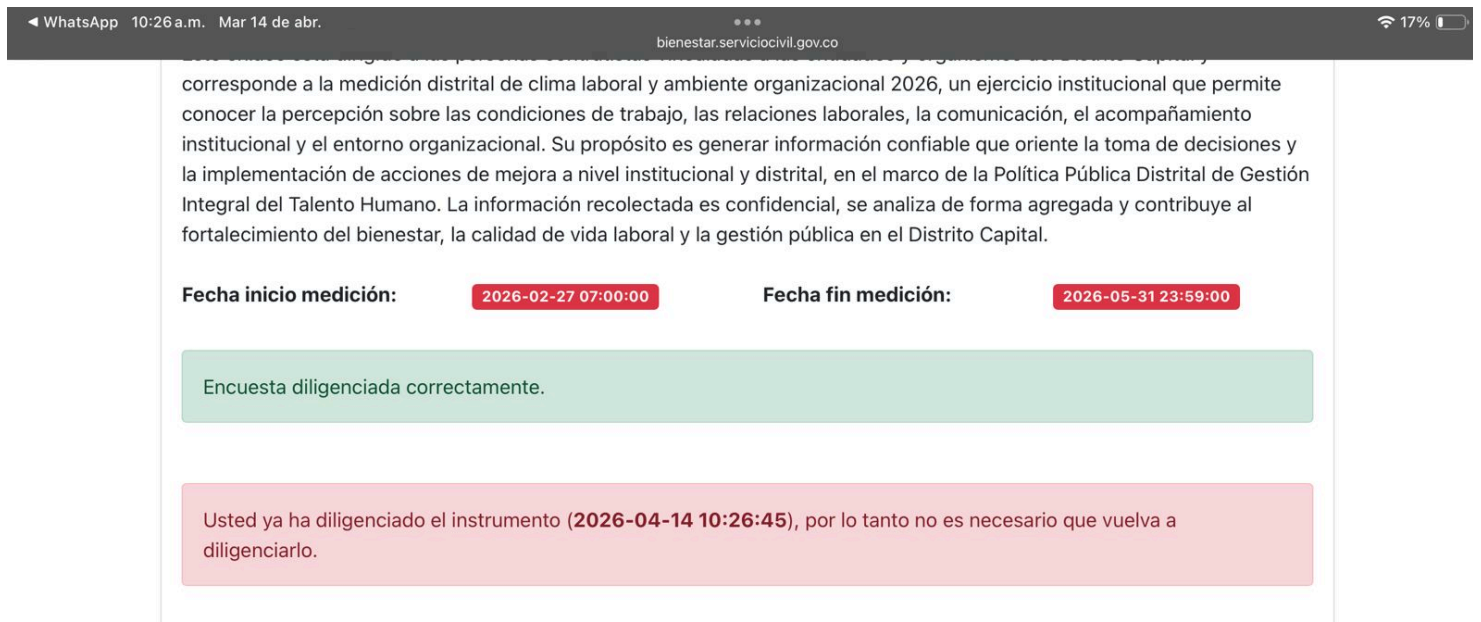 ◀ WhatsApp 10:26 a.m. Mar 14 de abr.
17%
bienestar.serviciocivil.gov.co
corresponde a la medición distrital de clima laboral y ambiente organizacional 2026, un ejercicio institucional que permite
conocer la percepción sobre las condiciones de trabajo, las relaciones laborales, la comunicación, el acompañamiento
institucional y el entorno organizacional. Su propósito es generar información confiable que oriente la toma de decisiones y
la implementación de acciones de mejora a nivel institucional y distrital, en el marco de la Política Pública Distrital de Gestión
Integral del Talento Humano. La información recolectada es confidencial, se analiza de forma agregada y contribuye al
fortalecimiento del bienestar, la calidad de vida laboral y la gestión pública en el Distrito Capital.
Fecha inicio medición: 2026-02-27 07:00:00 Fecha fin medición: 2026-05-31 23:59:00
Encuesta diligenciada correctamente.
Usted ya ha diligenciado el instrumento (2026-04-14 10:26:45), por lo tanto no es necesario que vuelva a
diligenciarlo.